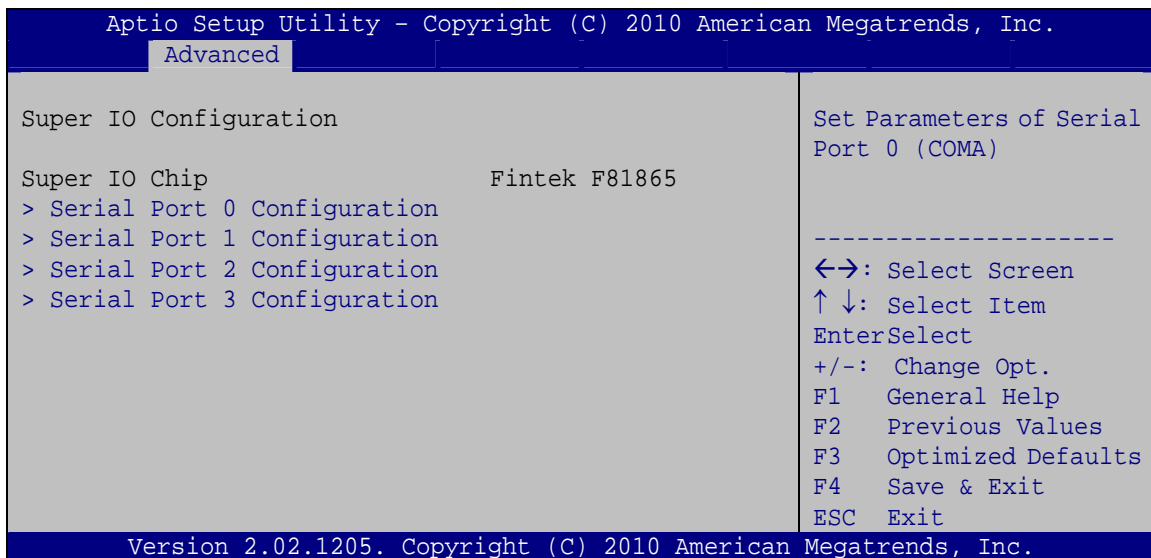 Aptio Setup Utility – Copyright (C) 2010 American Megatrends, Inc.
Advanced
Super IO Configuration
Super IO Chip Fintek F81865
> Serial Port 0 Configuration
> Serial Port 1 Configuration
> Serial Port 2 Configuration
> Serial Port 3 Configuration
Set Parameters of Serial
Port 0 (COMA)
---------------------
←→: Select Screen
↑ ↓: Select Item
EnterSelect
+/-: Change Opt.
F1 General Help
F2 Previous Values
F3 Optimized Defaults
F4 Save & Exit
ESC Exit
Version 2.02.1205. Copyright (C) 2010 American Megatrends, Inc.